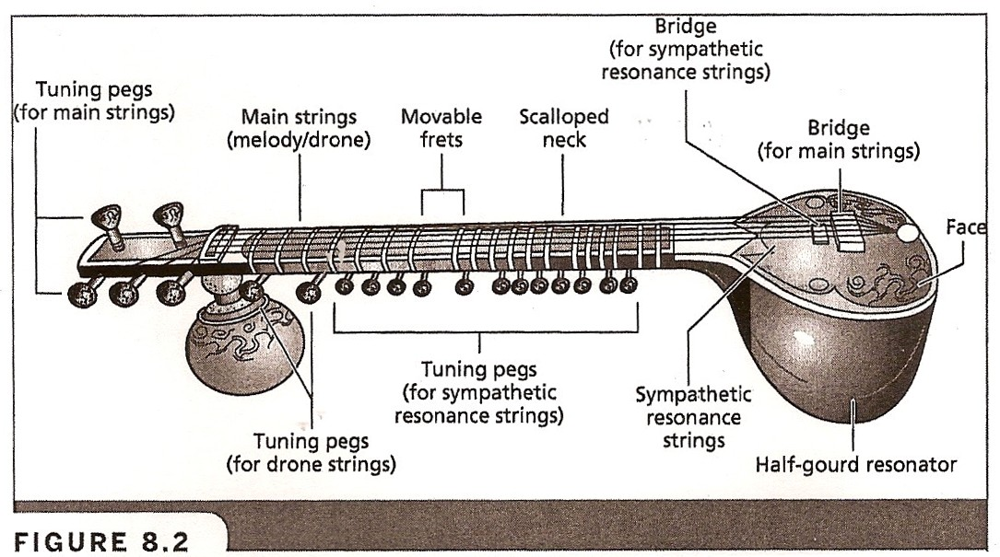 Bridge
(for sympathetic
resonance strings)
Tuning pegs
(for main strings)
Main strings
(melody/drone)
Movable
frets
Scalloped
neck
Bridge
(for main strings)
Face
Tuning pegs
(for sympathetic
resonance strings)
Sympathetic
resonance
strings
Tuning pegs
(for drone strings)
Half-gourd resonator
FIGURE 8.2